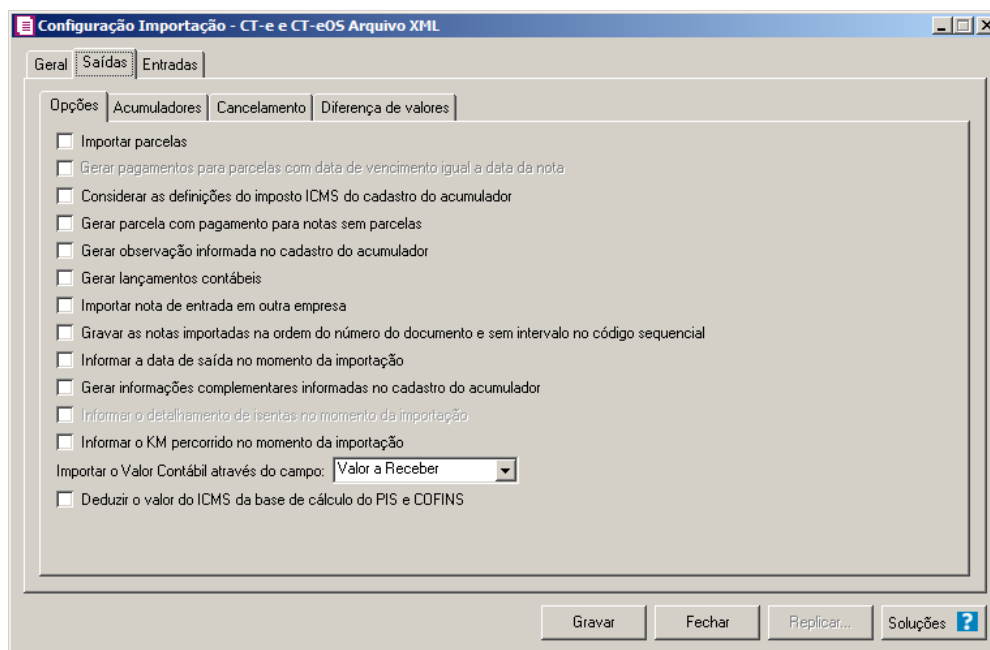 Configuração Importação - CT-e e CT-eOS Arquivo XML
Geral Saídas Entradas
Opções Acumuladores Cancelamento Diferença de valores
Importar parcelas
Gerar pagamentos para parcelas com data de vencimento igual a data da nota
Considerar as definições do imposto ICMS do cadastro do acumulador
Gerar parcela com pagamento para notas sem parcelas
Gerar observação informada no cadastro do acumulador
Gerar lançamentos contábeis
Importar nota de entrada em outra empresa
Gravar as notas importadas na ordem do número do documento e sem intervalo no código sequencial
Informar a data de saída no momento da importação
Gerar informações complementares informadas no cadastro do acumulador
Informar o detalhamento de isentas no momento da importação
Informar o KM percorrido no momento da importação
Importar o Valor Contábil através do campo: Valor a Receber
Deduzir o valor do ICMS da base de cálculo do PIS e COFINS
Gravar Fechar Replicar... Soluções ?